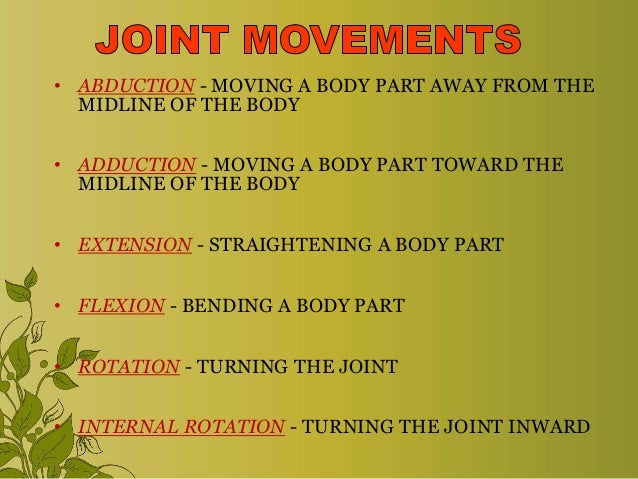 JOINT MOVEMENTS
• ABDUCTION - MOVING A BODY PART AWAY FROM THE
MIDLINE OF THE BODY
• ADDUCTION - MOVING A BODY PART TOWARD THE
MIDLINE OF THE BODY
• EXTENSION - STRAIGHTENING A BODY PART
• FLEXION - BENDING A BODY PART
• ROTATION - TURNING THE JOINT
• INTERNAL ROTATION - TURNING THE JOINT INWARD